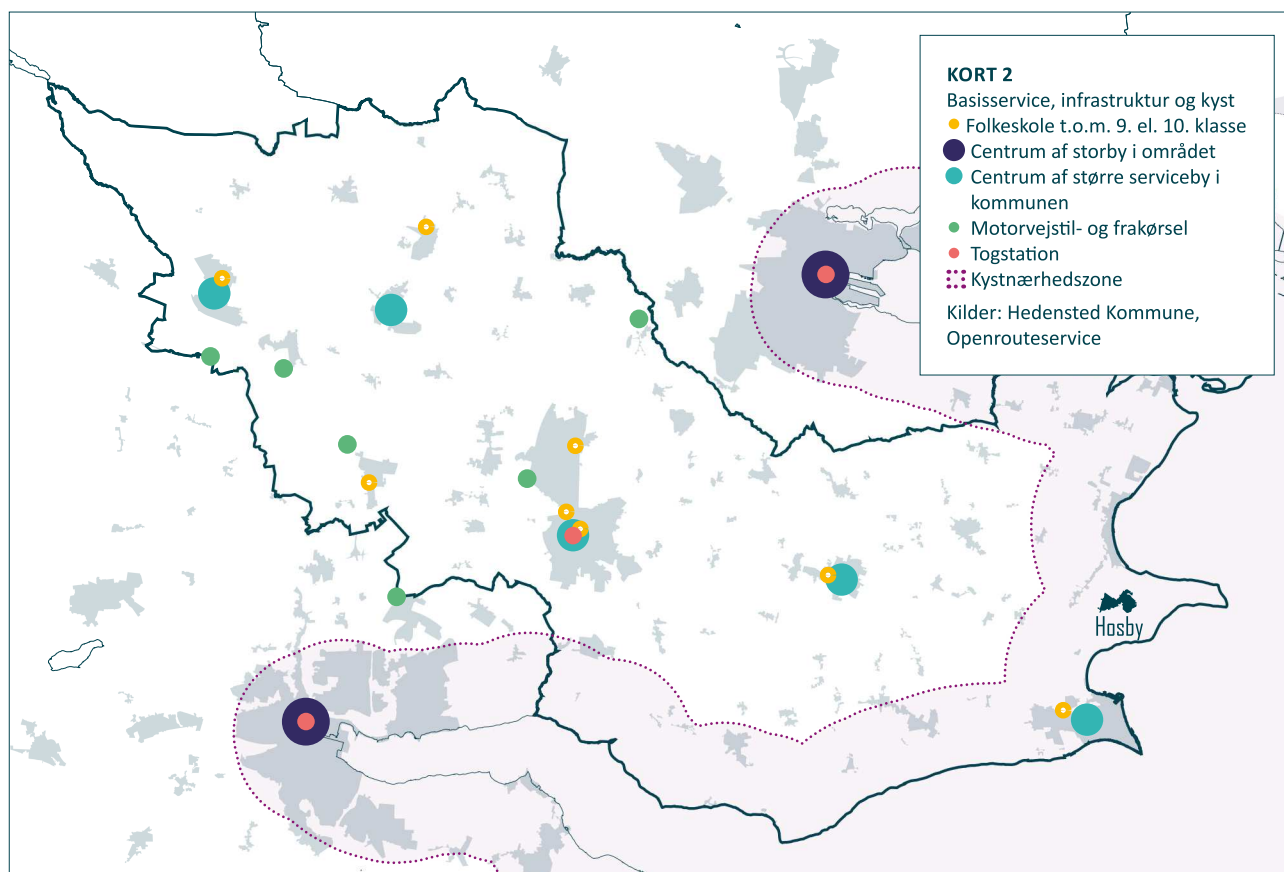 KORT 2
Basisservice, infrastruktur og kyst
Folkeskole t.o.m. 9. el. 10. klasse
Centrum af storby i området
Centrum af større serviceby i
kommunen
Motorvejstil- og frakørsel
Togstation
Kystnærhedszone
Kilder: Hedensted Kommune,
Openrouteservice
Hosby